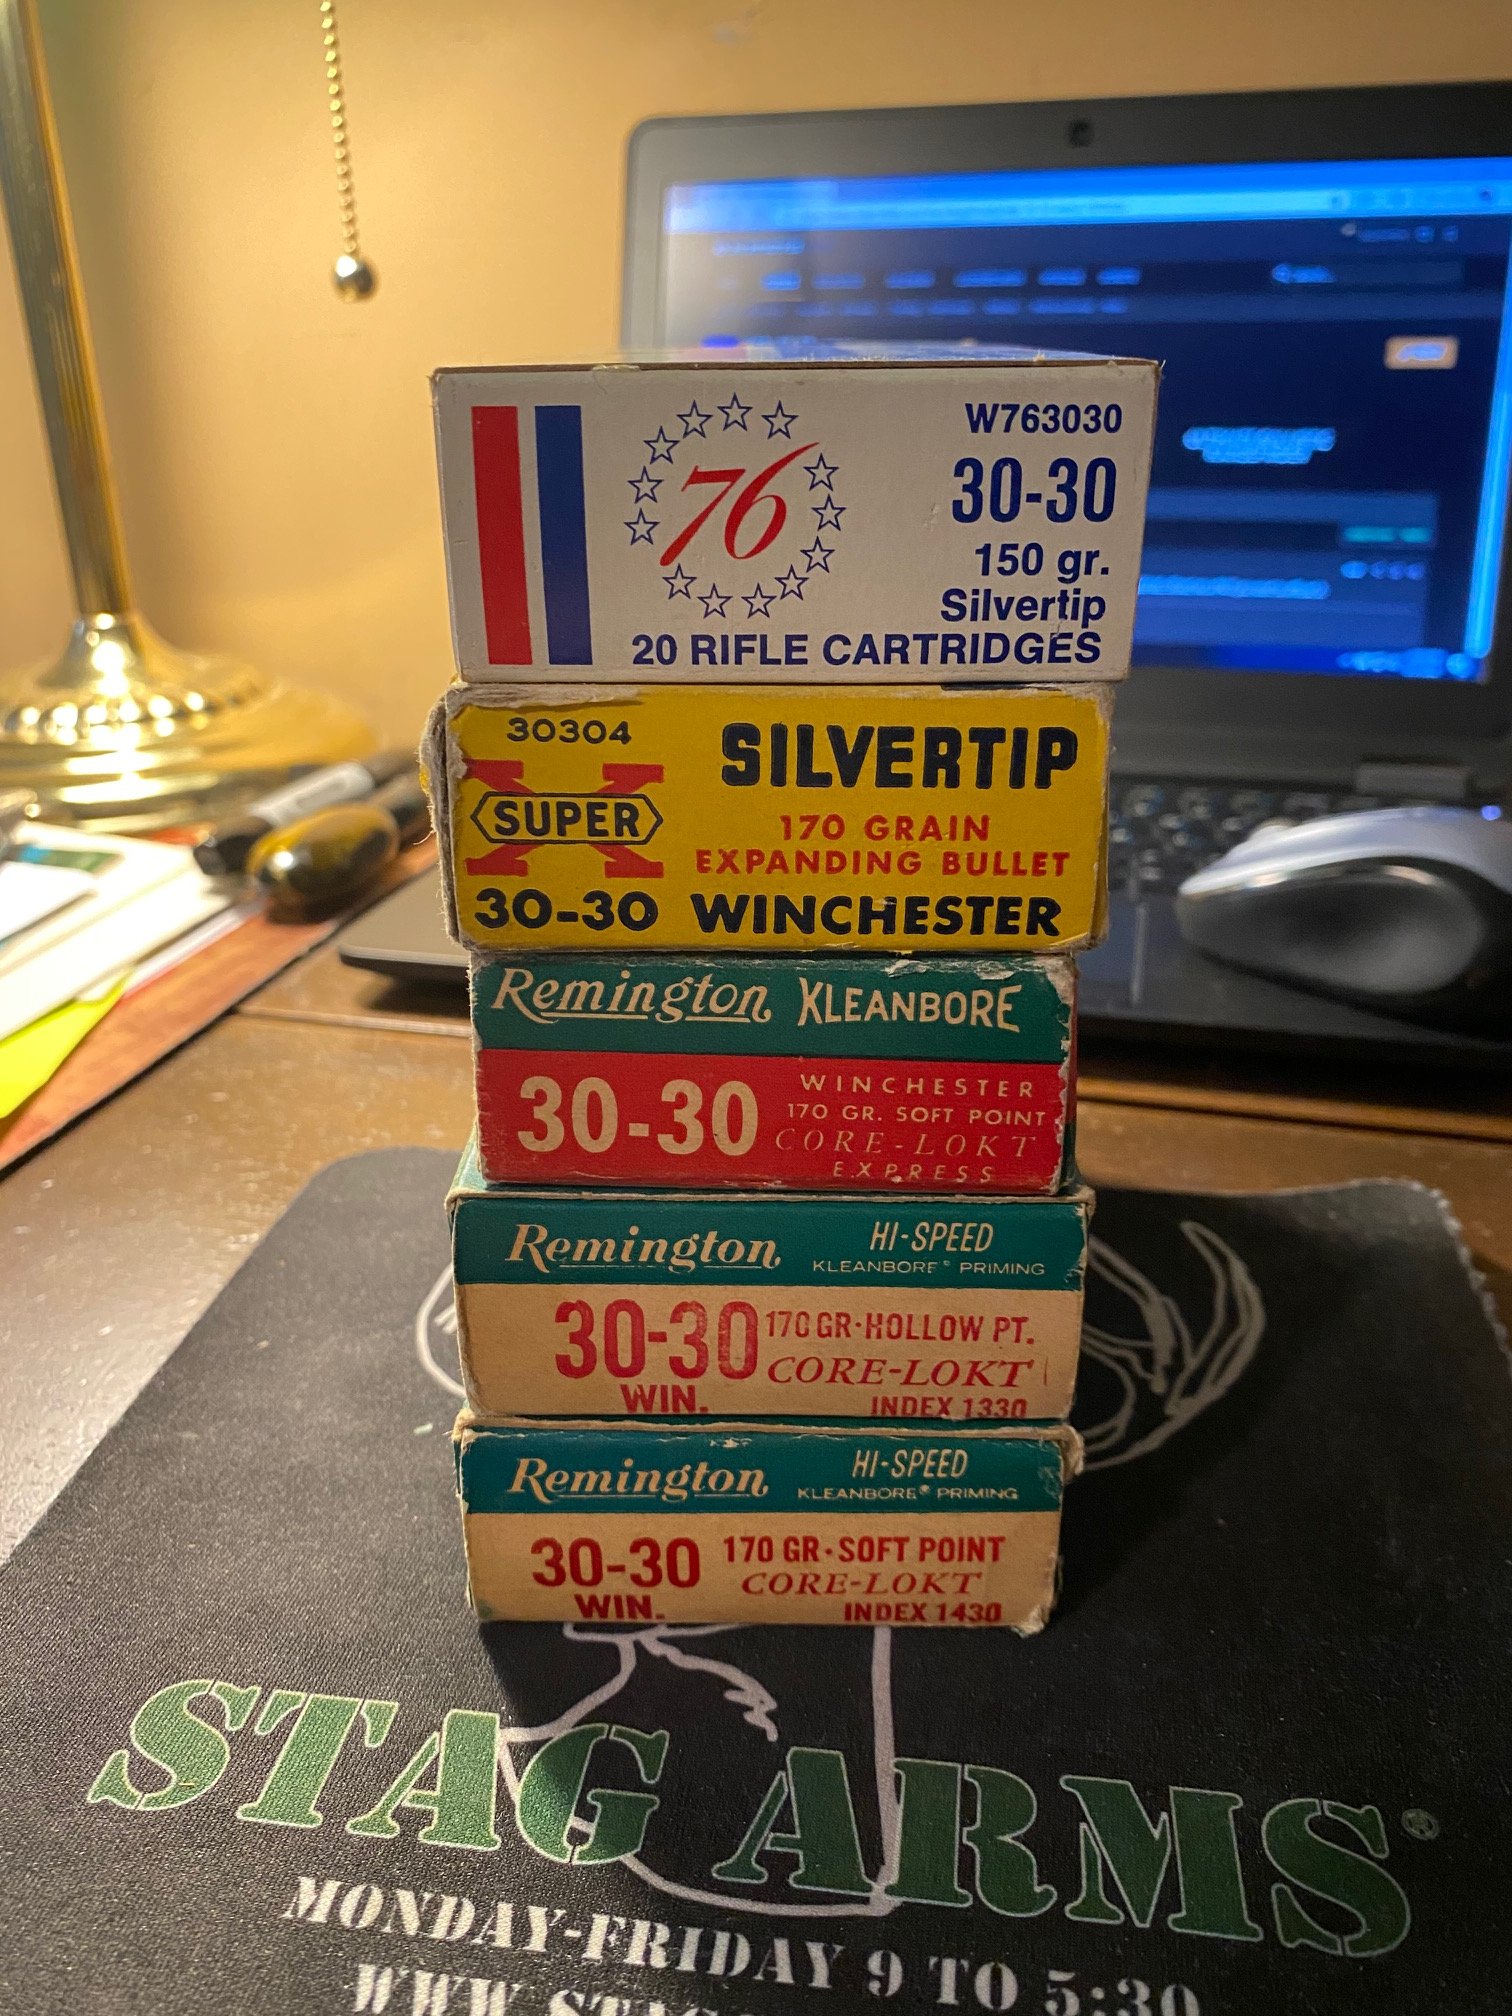 76
W763030
30-30
150 gr.
Silvertip
20 RIFLE CARTRIDGES
30304
SUPER X
SILVERTIP
170 GRAIN
EXPANDING BULLET
30-30 WINCHESTER
Remington KLEANBORE
30-30
WINCHESTER
170 GR. SOFT POINT
CORE-LOKT
EXPRESS
Remington
HI-SPEED
KLEANBORE® PRIMING
30-30
WIN.
170 GR·HOLLOW PT.
CORE-LOKT
INDEX 1330
Remington
HI-SPEED
KLEANBORE® PRIMING
30-30
WIN.
170 GR·SOFT POINT
CORE-LOKT
INDEX 1430
STAG ARMS®
MONDAY-FRIDAY 9 TO 5:30